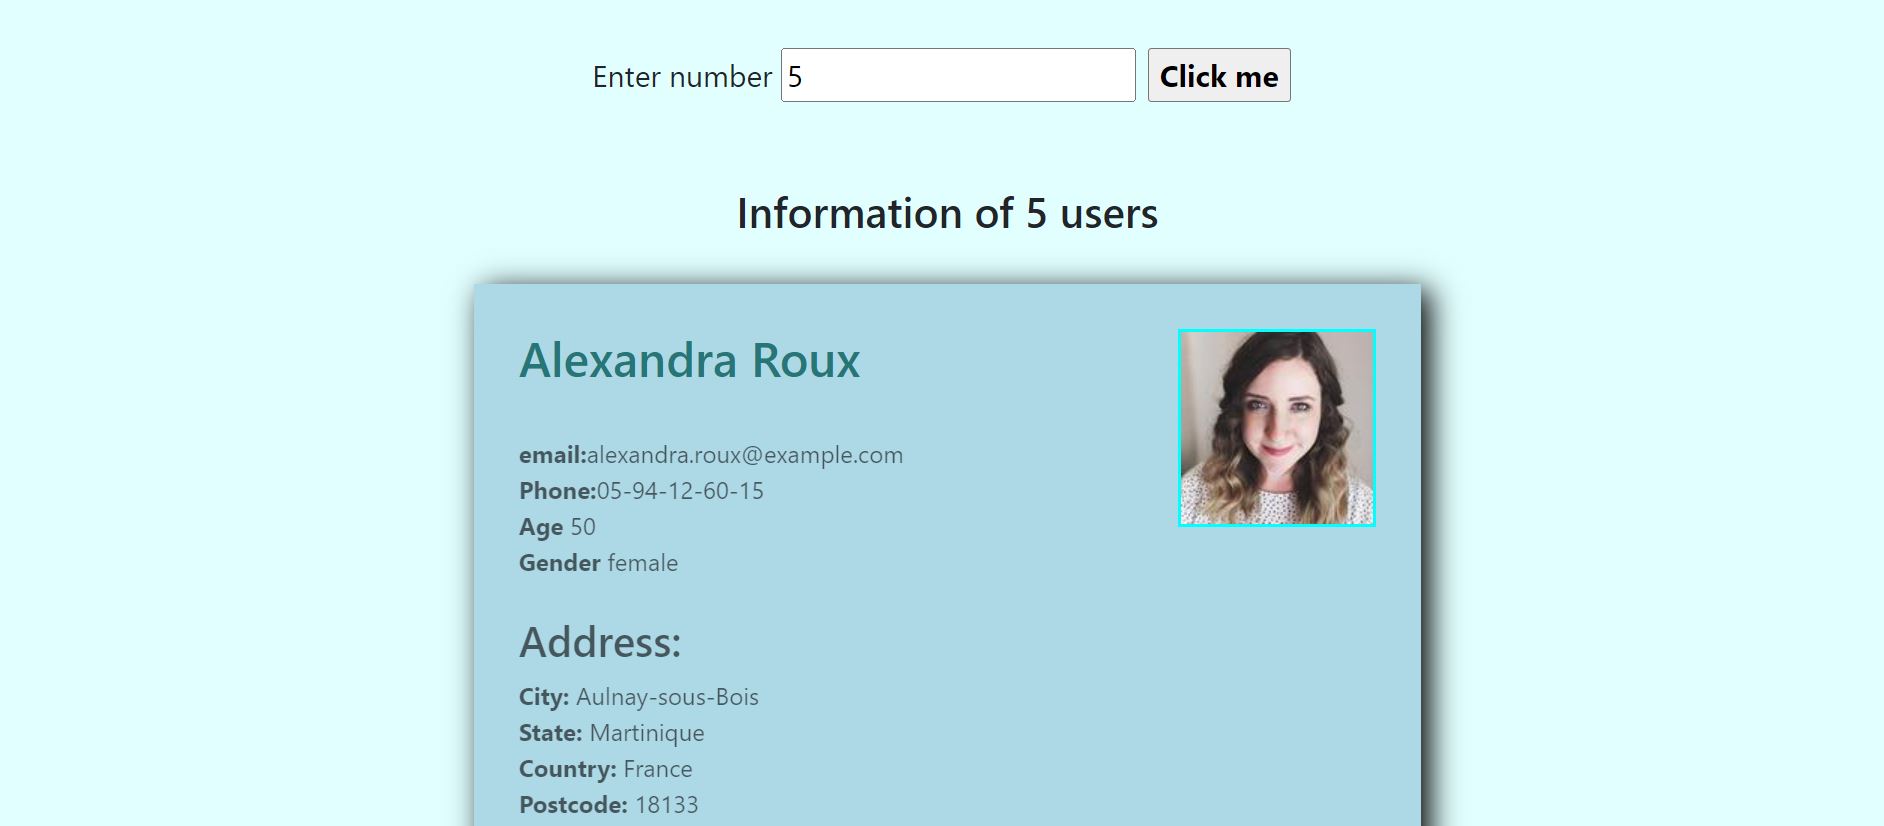 Enter number 5 Click me
Information of 5 users
Alexandra Roux
email:alexandra.roux@example.com
Phone:05-94-12-60-15
Age 50
Gender female
Address:
City: Aulnay-sous-Bois
State: Martinique
Country: France
Postcode: 18133